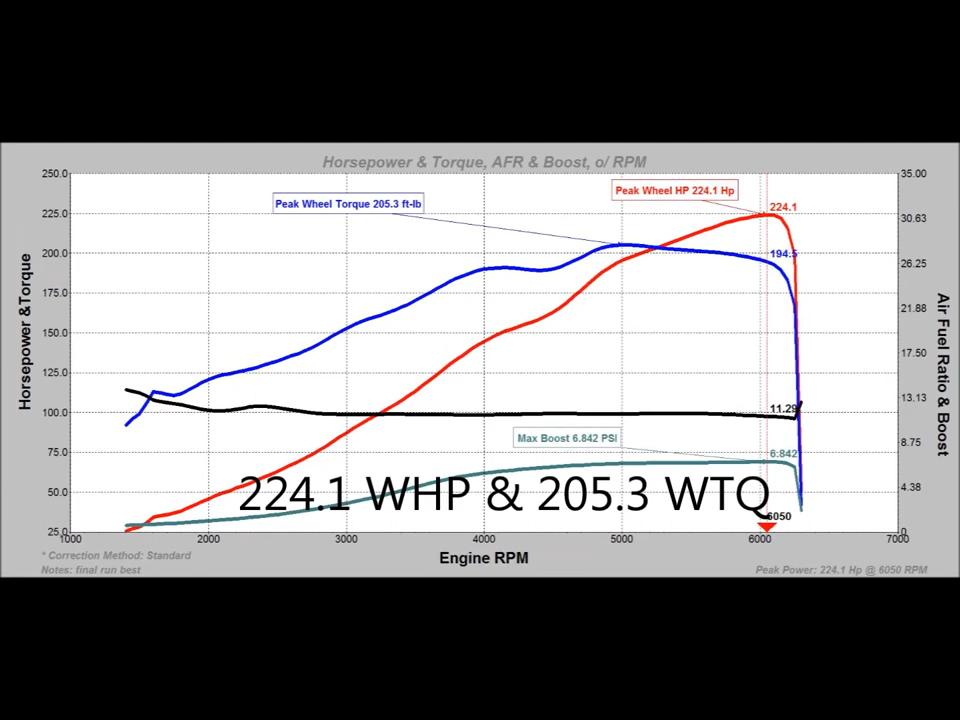 Horsepower & Torque, AFR & Boost, o/ RPM
250.0
225.0
200.0
175.0
150.0
125.0
100.0
75.0
50.0
25.0
Horsepower &Torque
35.00
30.63
26.25
21.88
17.50
13.13
8.75
4.38
0
Air Fuel Ratio & Boost
Peak Wheel Torque 205.3 ft-lb
Peak Wheel HP 224.1 Hp
224.1
194.5
11.29
Max Boost 6.842 PSI
6.842
224.1 WHP & 205.3 WTQ
6050
1000
2000
3000
4000
5000
6000
7000
Engine RPM
* Correction Method: Standard
Notes: final run best
Peak Power: 224.1 Hp @ 6050 RPM